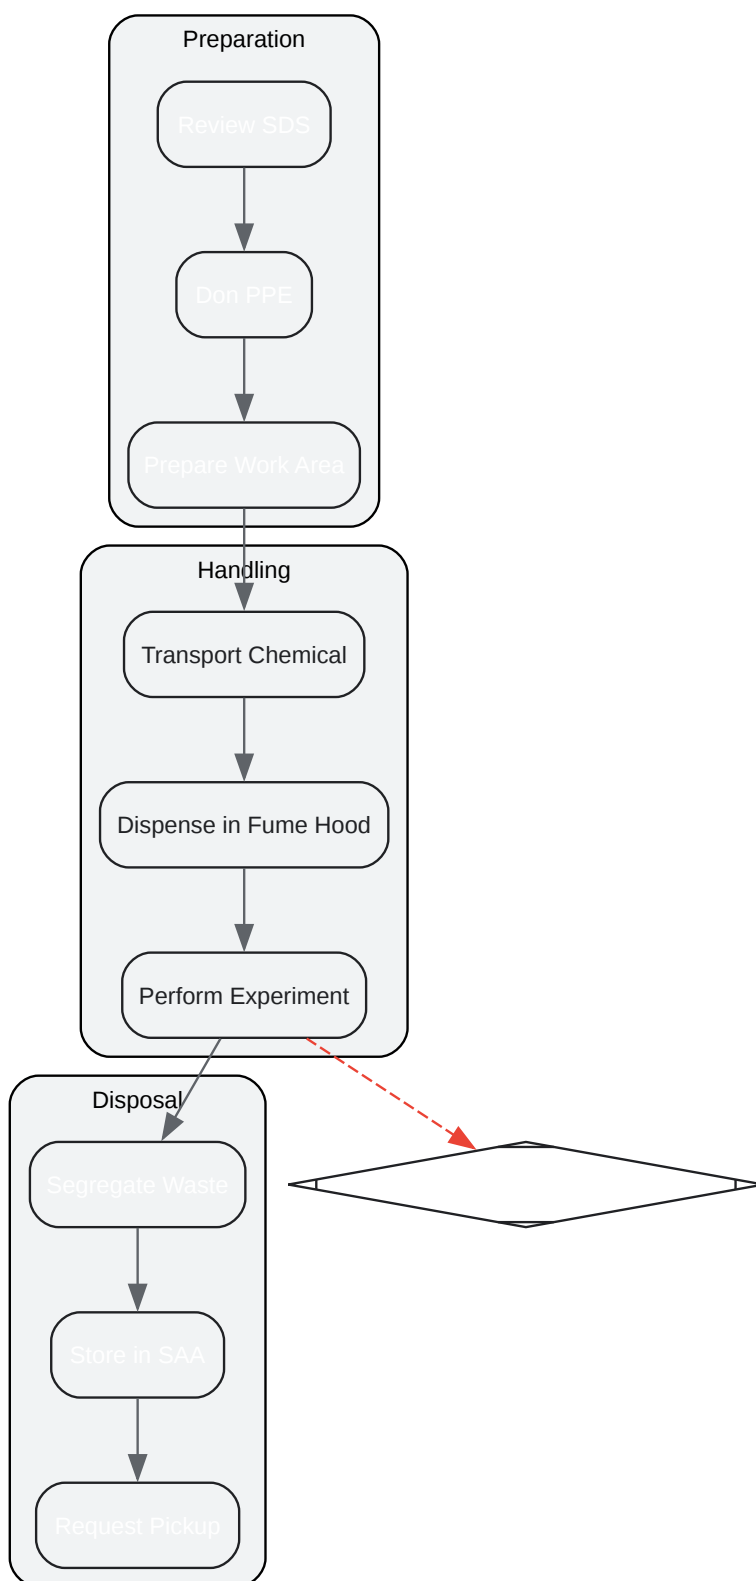 Preparation
Review SDS
Don PPE
Prepare Work Area
Handling
Transport Chemical
Dispense in Fume Hood
Perform Experiment
Disposal
Segregate Waste
Store in SAA
Request Pickup